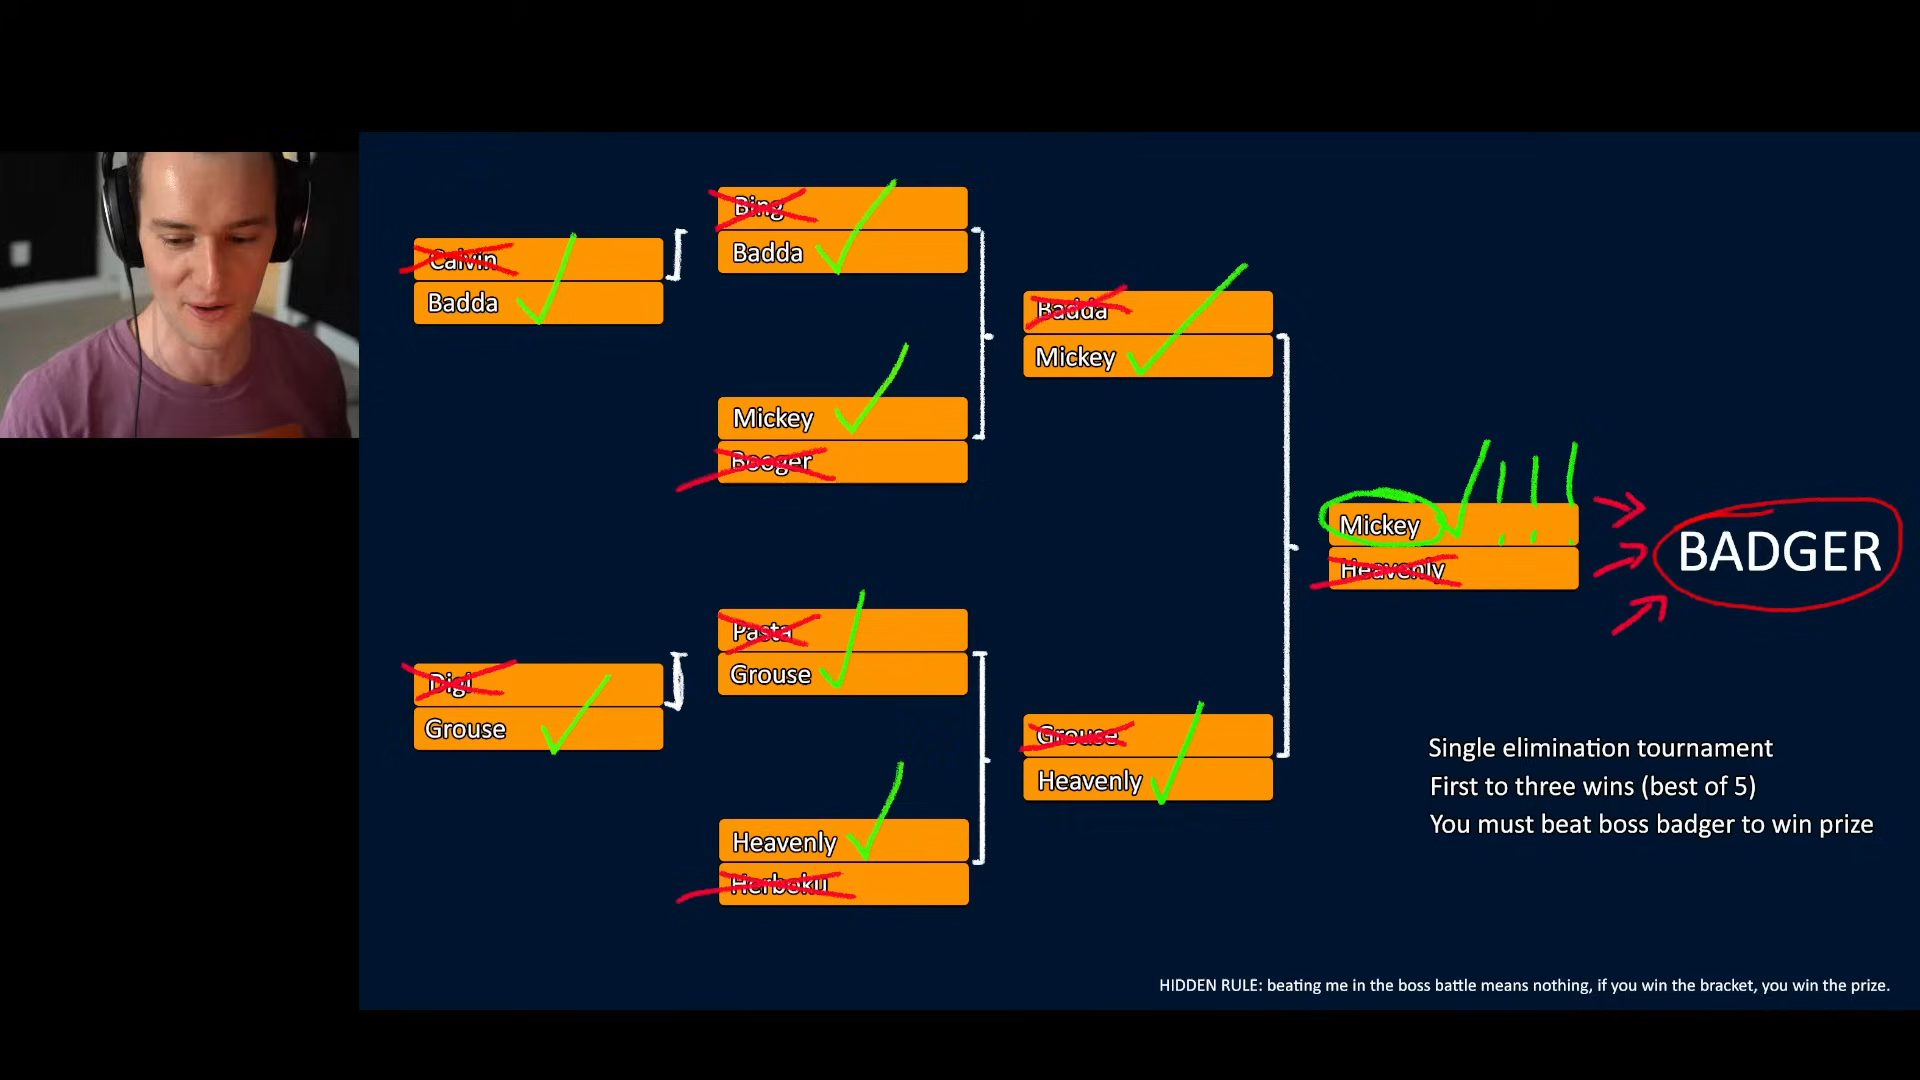 Calvin
Badda
Bing
Badda
Mickey
Booger
Badda
Mickey
Digi
Grouse
Pasta
Grouse
Heavenly
Herboku
Grouse
Heavenly
Mickey
Heavenly
BADGER
Single elimination tournament
First to three wins (best of 5)
You must beat boss badger to win prize
HIDDEN RULE: beating me in the boss battle means nothing, if you win the bracket, you win the prize.